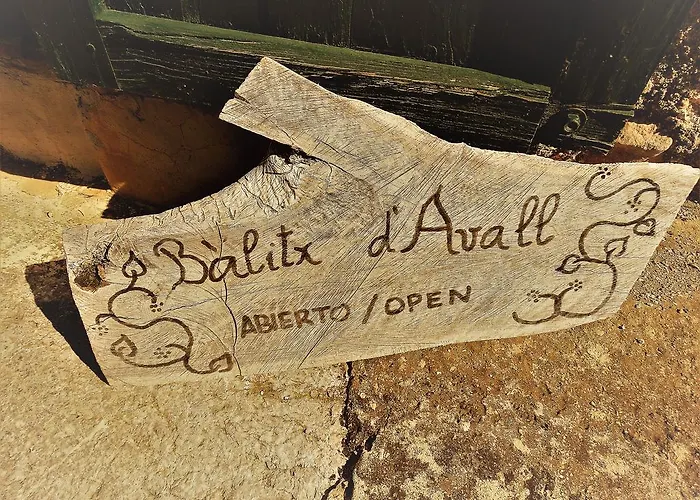 Bàlitx d'Avall
ABIERTO / OPEN